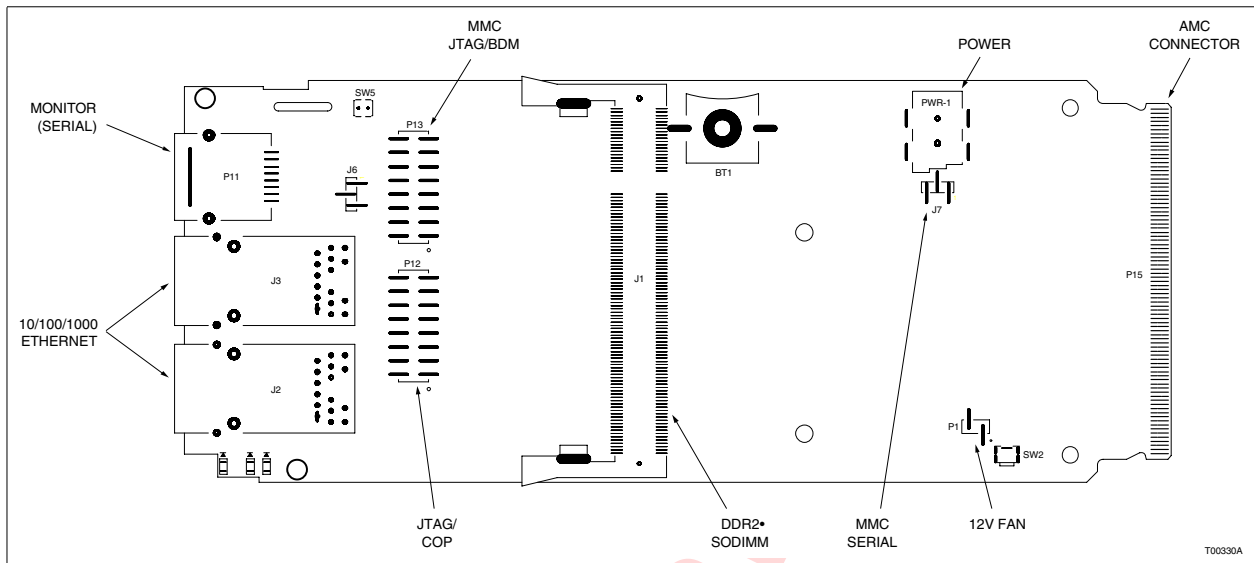 MMC
JTAG/BDM
POWER
AMC
CONNECTOR
MONITOR
(SERIAL)
SW5
P13
PWR-1
P11
J6
BT1
J7
P12
J3
J1
P15
10/100/1000
ETHERNET
J2
P1
SW2
JTAG/
COP
DDR2•
SODIMM
MMC
SERIAL
12V FAN
T00330A